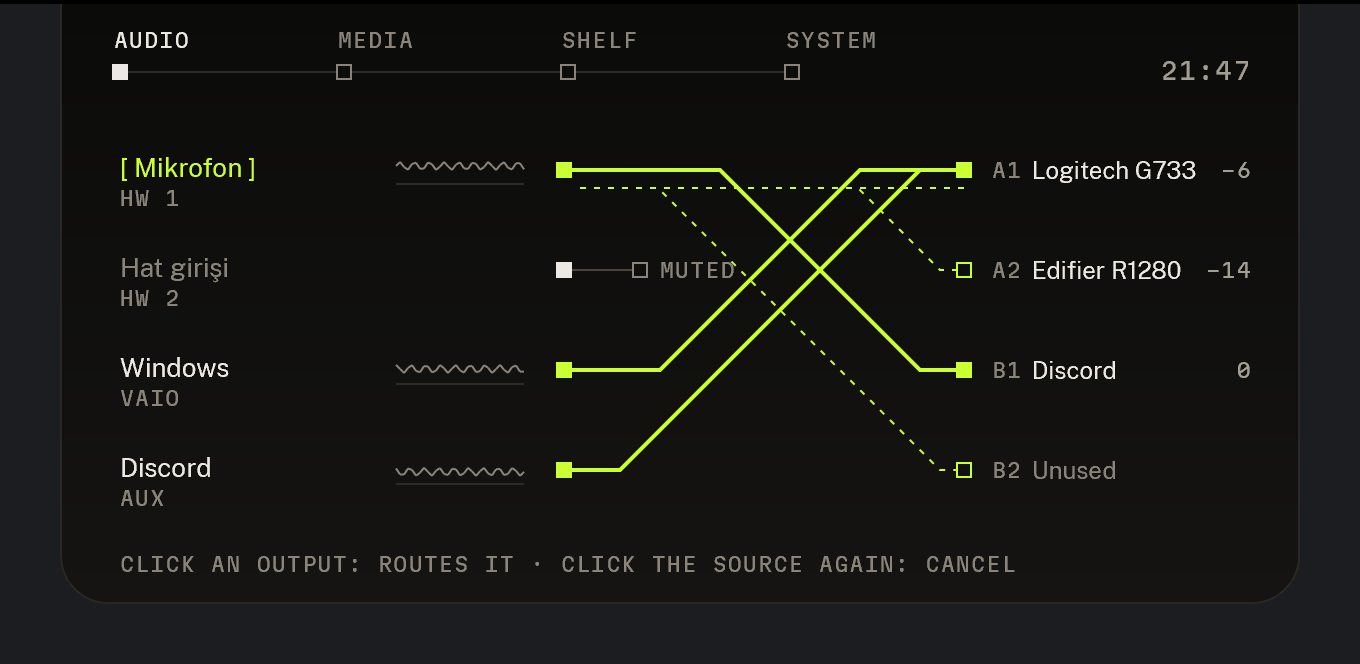 AUDIO MEDIA SHELF SYSTEM
21:47
[ Mikrofon ] A1 Logitech G733 −6
HW 1
Hat girişi MUTED A2 Edifier R1280 −14
HW 2
Windows B1 Discord 0
VAIO
Discord B2 Unused
AUX
CLICK AN OUTPUT: ROUTES IT · CLICK THE SOURCE AGAIN: CANCEL